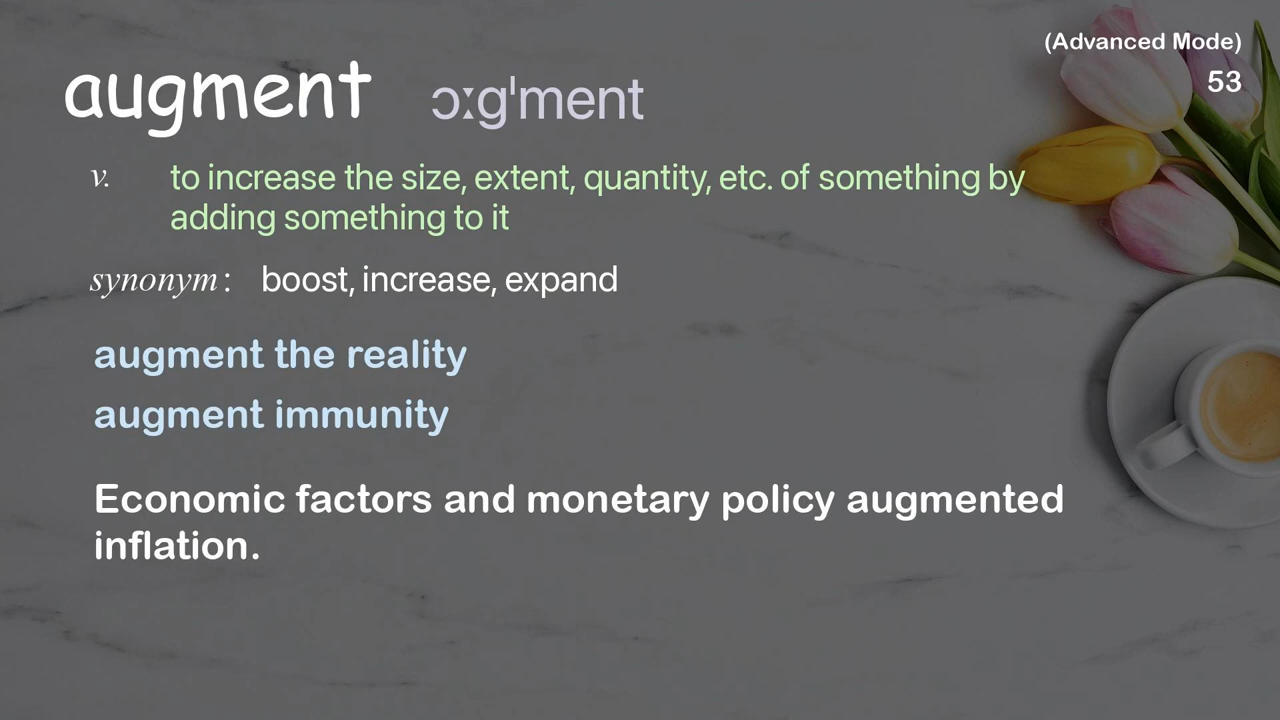 (Advanced Mode)
augment ɔːgˈment
53
v. to increase the size, extent, quantity, etc. of something by
adding something to it
synonym: boost, increase, expand
augment the reality
augment immunity
Economic factors and monetary policy augmented
inflation.